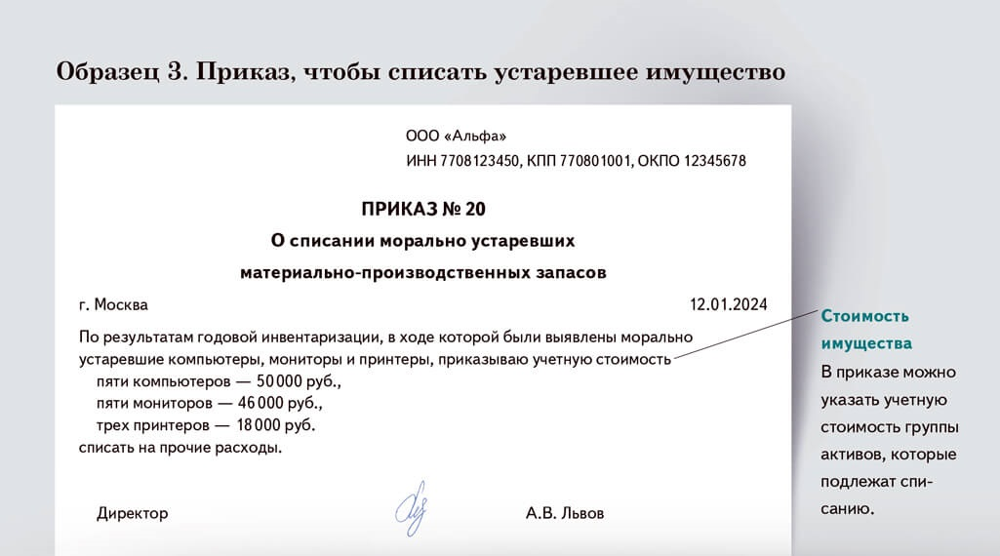 Образец 3. Приказ, чтобы списать устаревшее имущество
ООО «Альфа»
ИНН 7708123450, КПП 770801001, ОКПО 12345678
ПРИКАЗ № 20
О списании морально устаревших
материально-производственных запасов
г. Москва 12.01.2024
По результатам годовой инвентаризации, в ходе которой были выявлены морально
устаревшие компьютеры, мониторы и принтеры, приказываю учетную стоимость
пяти компьютеров — 50 000 руб.,
пяти мониторов — 46 000 руб.,
трех принтеров — 18 000 руб.
списать на прочие расходы.
Директор А.В. Львов
Стоимость
имущества
В приказе можно
указать учетную
стоимость группы
активов, которые
подлежат спи-
санию.